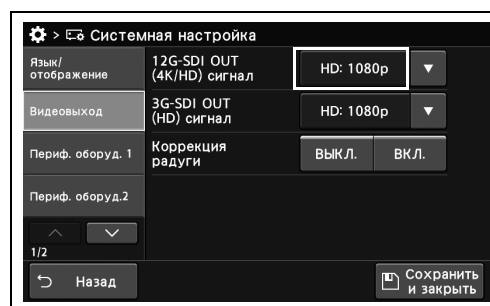 > Системная настройка
Язык/
отображение
12G-SDI OUT
(4K/HD) сигнал
HD: 1080p
Видеовыход
3G-SDI OUT
(HD) сигнал
HD: 1080p
Периф. оборуд. 1
Коррекция
радуги
ВЫКЛ.
ВКЛ.
Периф. оборуд.2
1/2
Назад
Сохранить
и закрыть